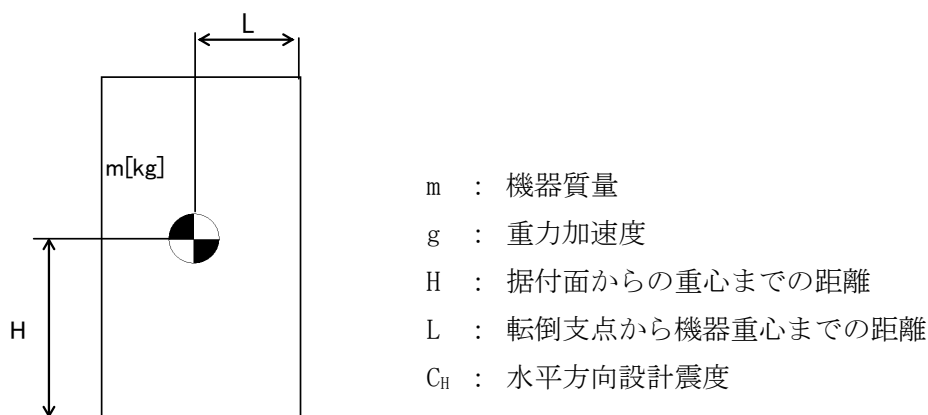 L
m[kg]
H
m : 機器質量
g : 重力加速度
H : 据付面からの重心までの距離
L : 転倒支点から機器重心までの距離
C_H : 水平方向設計震度